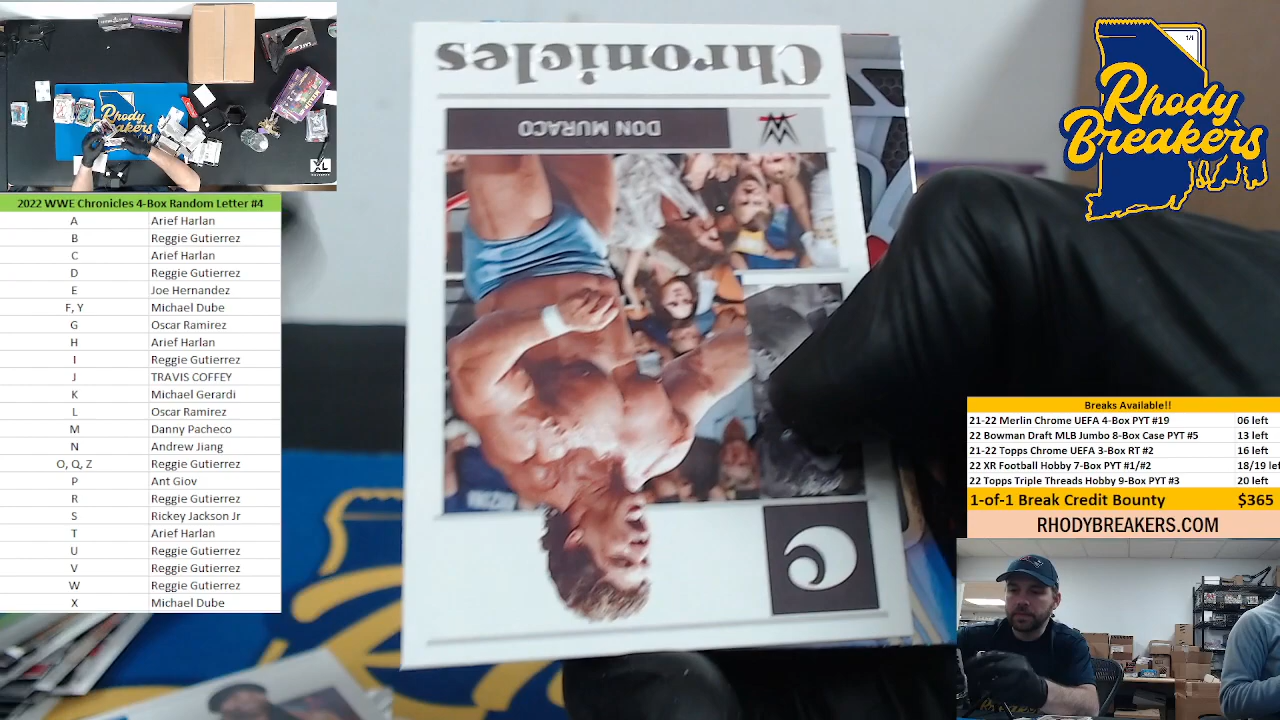 2022 WWE Chronicles 4-Box Random Letter #4
A Arief Harlan
B Reggie Gutierrez
C Arief Harlan
D Reggie Gutierrez
E Joe Hernandez
F, Y Michael Dube
G Oscar Ramirez
H Arief Harlan
I Reggie Gutierrez
J TRAVIS COFFEY
K Michael Gerardi
L Oscar Ramirez
M Danny Pacheco
N Andrew Jiang
O, Q, Z Reggie Gutierrez
P Ant Giov
R Reggie Gutierrez
S Rickey Jackson Jr
T Arief Harlan
U Reggie Gutierrez
V Reggie Gutierrez
W Reggie Gutierrez
X Michael Dube
Chronicles
DON MURACO
1/1
Rhody
Breakers
Breaks Available!!
21-22 Merlin Chrome UEFA 4-Box PYT #19 06 left
22 Bowman Draft MLB Jumbo 8-Box Case PYT #5 13 left
21-22 Topps Chrome UEFA 3-Box RT #2 16 left
22 XR Football Hobby 7-Box PYT #1/#2 18/19 lef
22 Topps Triple Threads Hobby 9-Box PYT #3 20 left
1-of-1 Break Credit Bounty $365
RHODYBREAKERS.COM
Rhody
Breakers
XL